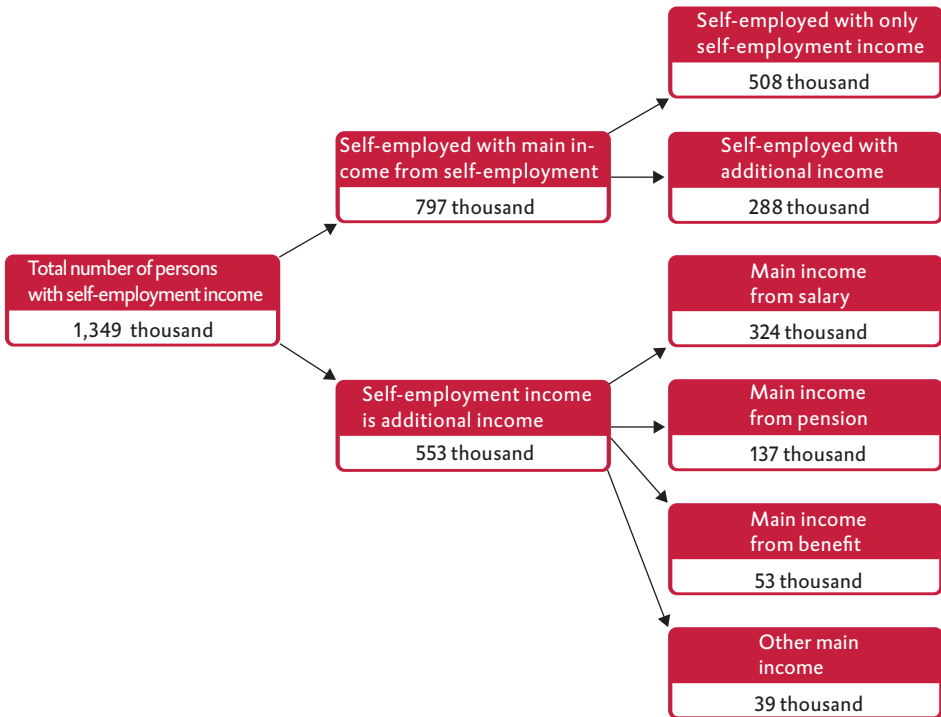 Self-employed with only
self-employment income
508 thousand
Self-employed with main in-
come from self-employment
797 thousand
Self-employed with
additional income
288 thousand
Total number of persons
with self-employment income
1,349 thousand
Main income
from salary
324 thousand
Self-employment income
is additional income
553 thousand
Main income
from pension
137 thousand
Main income
from benefit
53 thousand
Other main
income
39 thousand